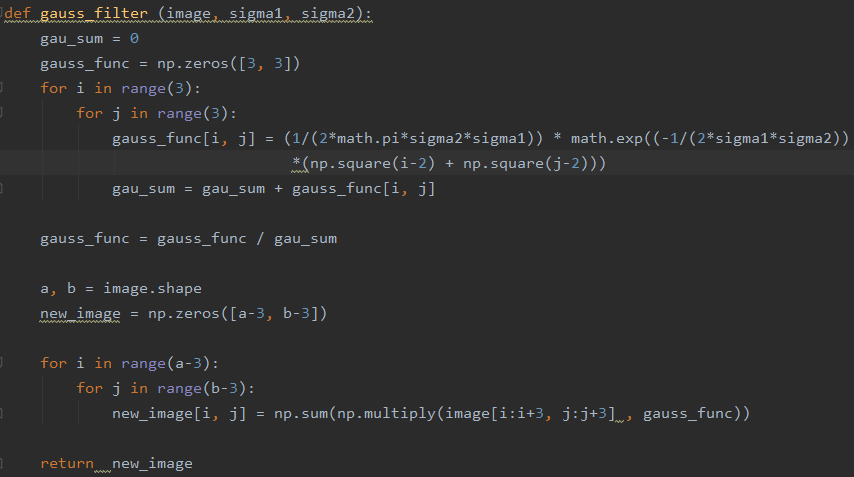 def gauss_filter (image, sigma1, sigma2):
    gau_sum = 0
    gauss_func = np.zeros([3, 3])
    for i in range(3):
        for j in range(3):
            gauss_func[i, j] = (1/(2*math.pi*sigma2*sigma1)) * math.exp((-1/(2*sigma1*sigma2))
                                *(np.square(i-2) + np.square(j-2)))
            gau_sum = gau_sum + gauss_func[i, j]

    gauss_func = gauss_func / gau_sum

    a, b = image.shape
    new_image = np.zeros([a-3, b-3])

    for i in range(a-3):
        for j in range(b-3):
            new_image[i, j] = np.sum(np.multiply(image[i:i+3, j:j+3] , gauss_func))

    return  new_image